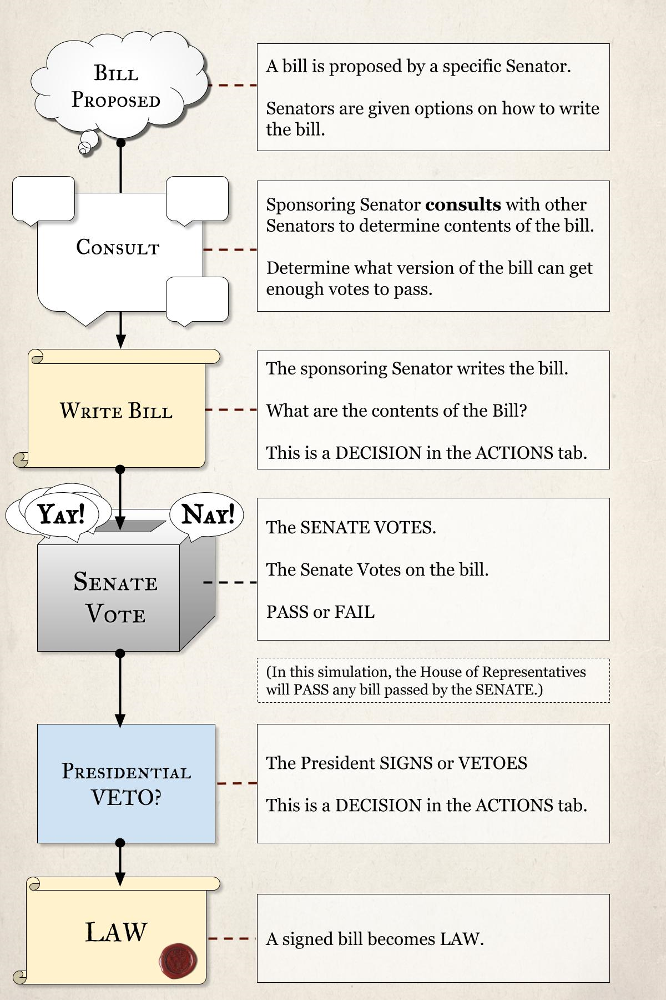 Bill
Proposed
A bill is proposed by a specific Senator.
Senators are given options on how to write
the bill.
Consult
Sponsoring Senator consults with other
Senators to determine contents of the bill.
Determine what version of the bill can get
enough votes to pass.
Write Bill
The sponsoring Senator writes the bill.
What are the contents of the Bill?
This is a DECISION in the ACTIONS tab.
Yay!
Nay!
Senate
Vote
The SENATE VOTES.
The Senate Votes on the bill.
PASS or FAIL
(In this simulation, the House of Representatives
will PASS any bill passed by the SENATE.)
Presidential
VETO?
The President SIGNS or VETOES
This is a DECISION in the ACTIONS tab.
LAW
A signed bill becomes LAW.